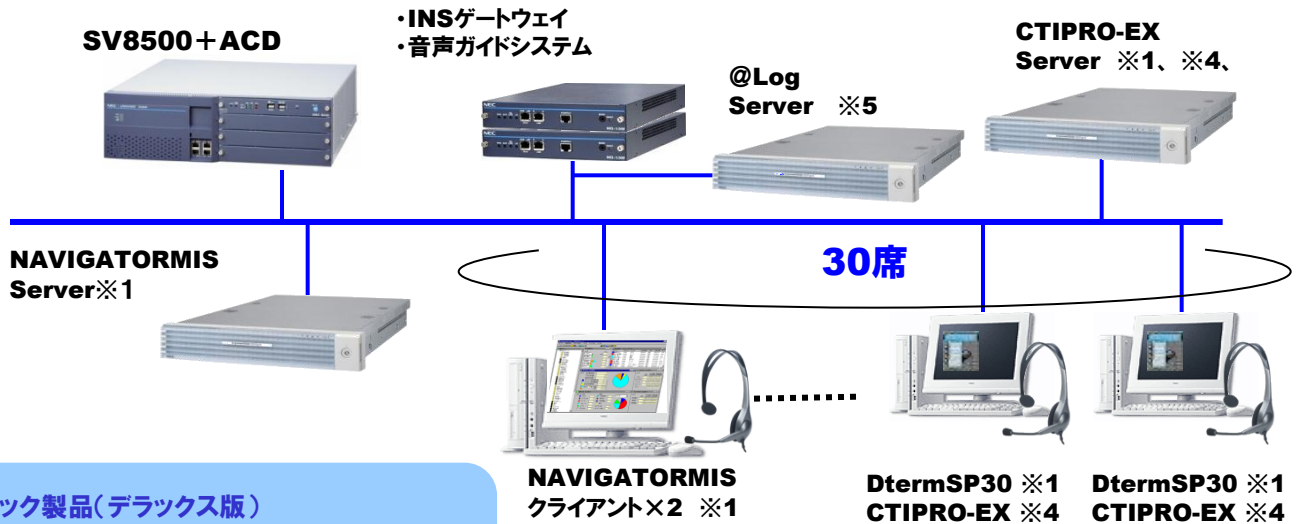 SV8500+ACD
・INSゲートウェイ
・音声ガイドシステム
@Log
Server ※5
CTIPRO-EX
Server ※1、※4、
NAVIGATORMIS
Server※1
30席
NAVIGATORMIS
クライアント×2 ※1
DtermSP30 ※1
CTIPRO-EX ※4
DtermSP30 ※1
CTIPRO-EX ※4
ック製品(デラックス版)